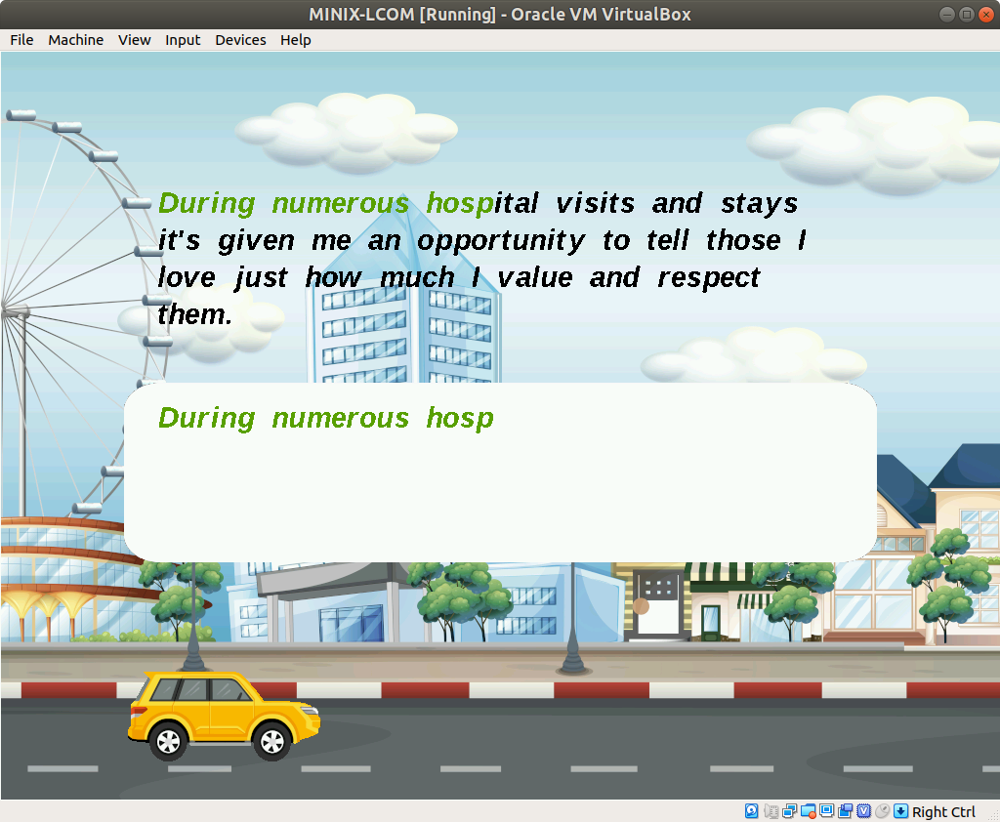 MINIX-LCOM [Running] - Oracle VM VirtualBox
File Machine View Input Devices Help
During numerous hospital visits and stays
it's given me an opportunity to tell those I
love just how much I value and respect
them.
During numerous hosp
Right Ctrl